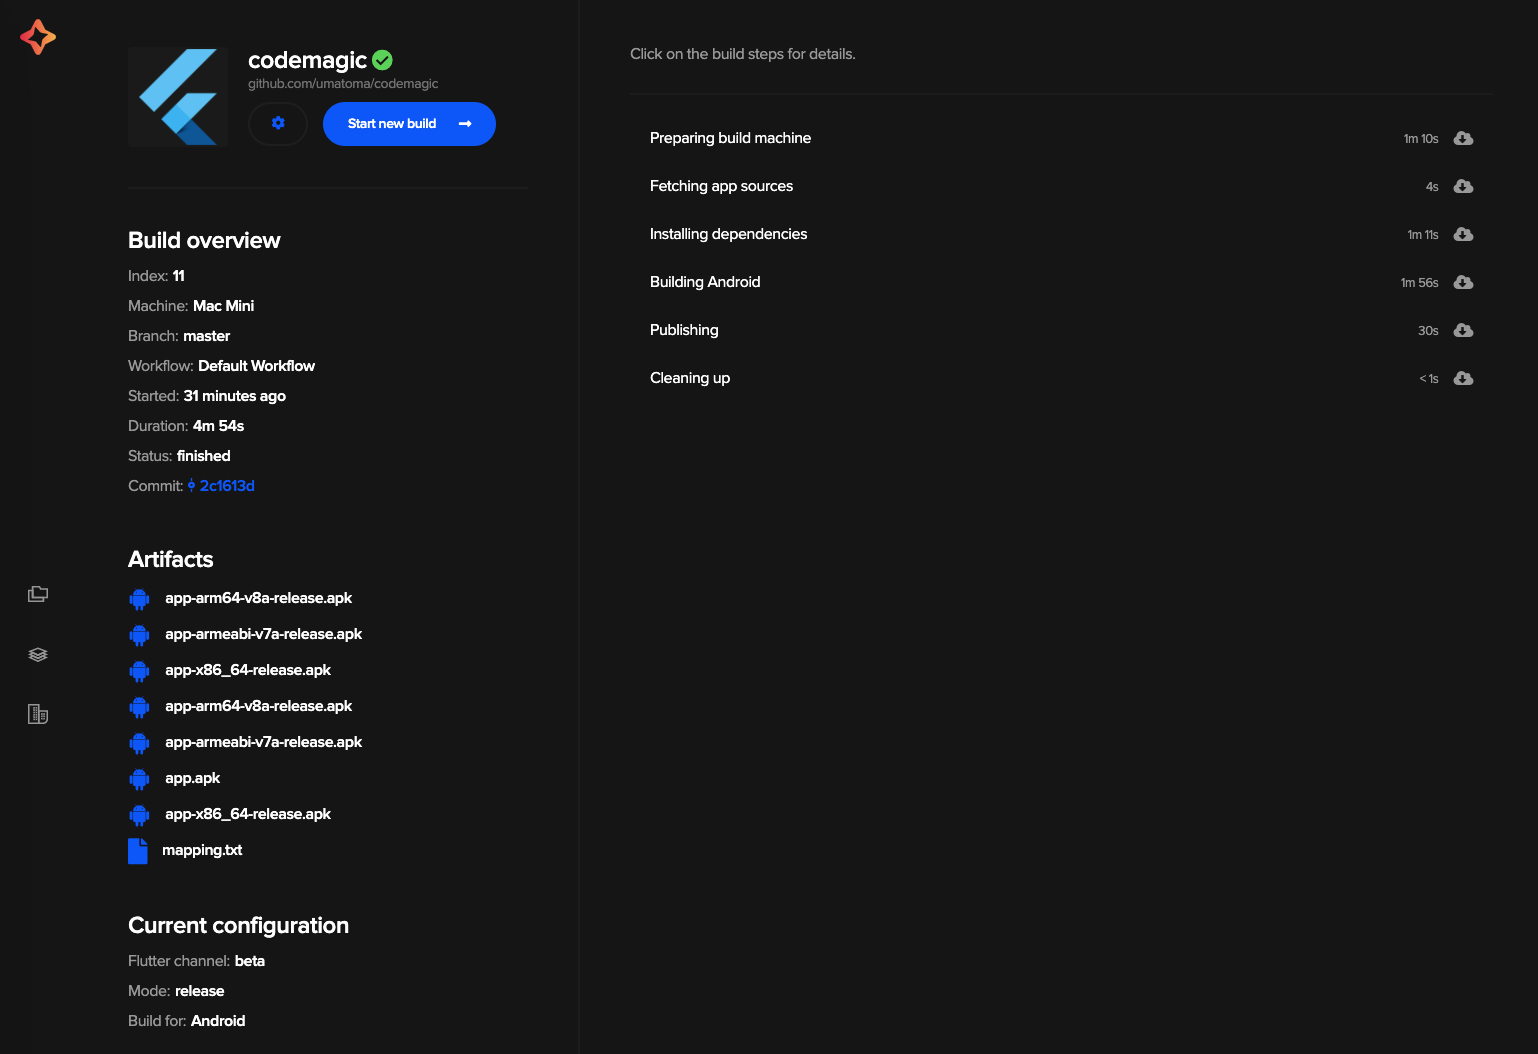 codemagic
github.com/umatoma/codemagic
Start new build
Build overview
Index: 11
Machine: Mac Mini
Branch: master
Workflow: Default Workflow
Started: 31 minutes ago
Duration: 4m 54s
Status: finished
Commit: 2c1613d
Artifacts
app-arm64-v8a-release.apk
app-armeabi-v7a-release.apk
app-x86_64-release.apk
app-arm64-v8a-release.apk
app-armeabi-v7a-release.apk
app.apk
app-x86_64-release.apk
mapping.txt
Current configuration
Flutter channel: beta
Mode: release
Build for: Android
Click on the build steps for details.
Preparing build machine 1m 10s
Fetching app sources 4s
Installing dependencies 1m 11s
Building Android 1m 56s
Publishing 30s
Cleaning up < 1s